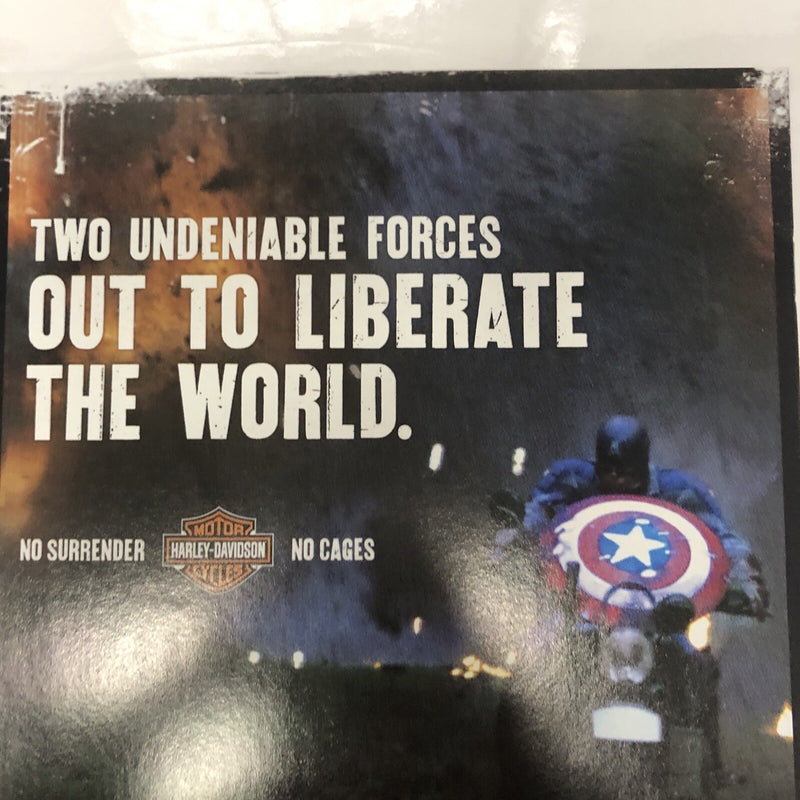 TWO UNDENIABLE FORCES
OUT TO LIBERATE
THE WORLD.
NO SURRENDER
MOTOR
HARLEY-DAVIDSON
CYCLES
NO CAGES